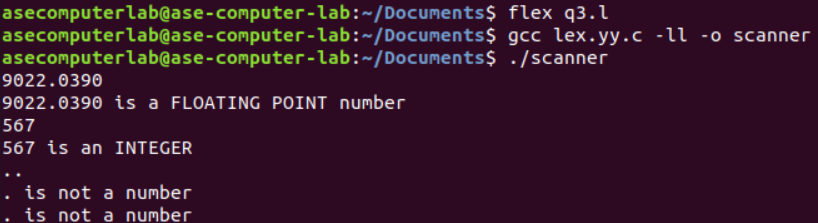 asecomputerlab@ase-computer-lab:~/Documents$ flex q3.l
asecomputerlab@ase-computer-lab:~/Documents$ gcc lex.yy.c -ll -o scanner
asecomputerlab@ase-computer-lab:~/Documents$ ./scanner
9022.0390
9022.0390 is a FLOATING POINT number
567
567 is an INTEGER
..
. is not a number
. is not a number